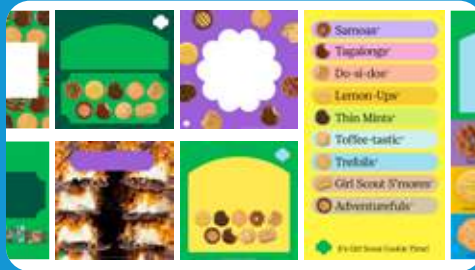 Samoas®
Tagalongs®
Do-si-dos®
Lemon-Ups®
Thin Mints®
Toffee-tastic®
Trefoils®
Girl Scout S'mores®
Adventurefuls®
It's Girl Scout Cookie Time!